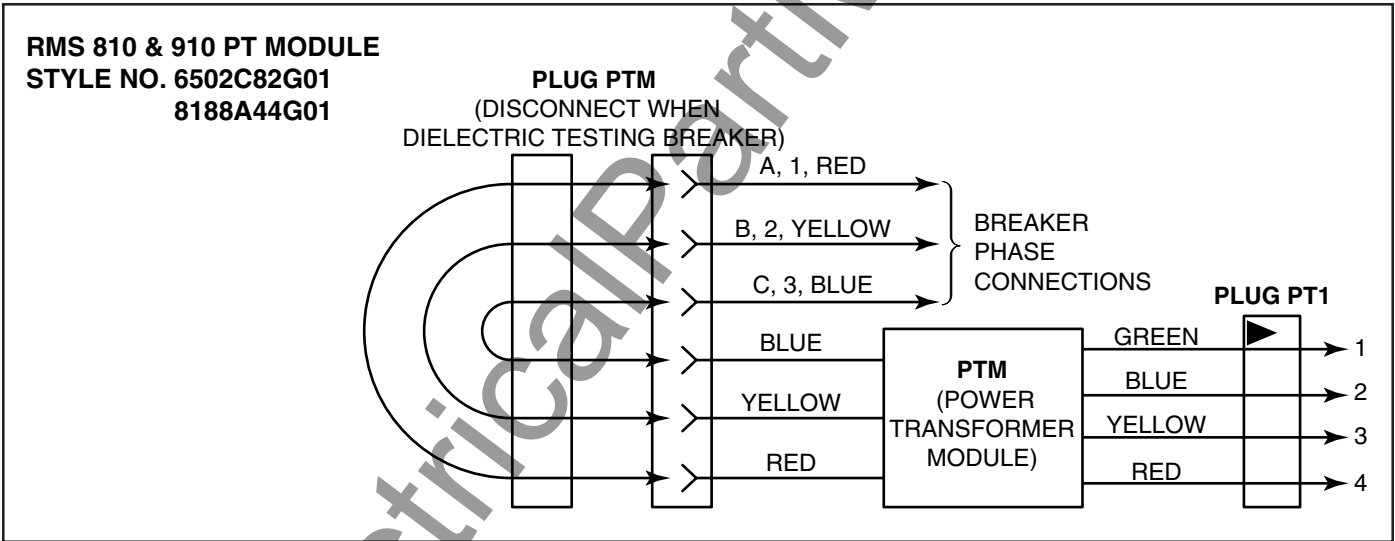 RMS 810 & 910 PT MODULE
STYLE NO. 6502C82G01
8188A44G01
PLUG PTM
(DISCONNECT WHEN
DIELECTRIC TESTING BREAKER)
A, 1, RED
B, 2, YELLOW
C, 3, BLUE
BREAKER
PHASE
CONNECTIONS
BLUE
YELLOW
RED
PTM
(POWER
TRANSFORMER
MODULE)
PLUG PT1
GREEN
1
BLUE
2
YELLOW
3
RED
4